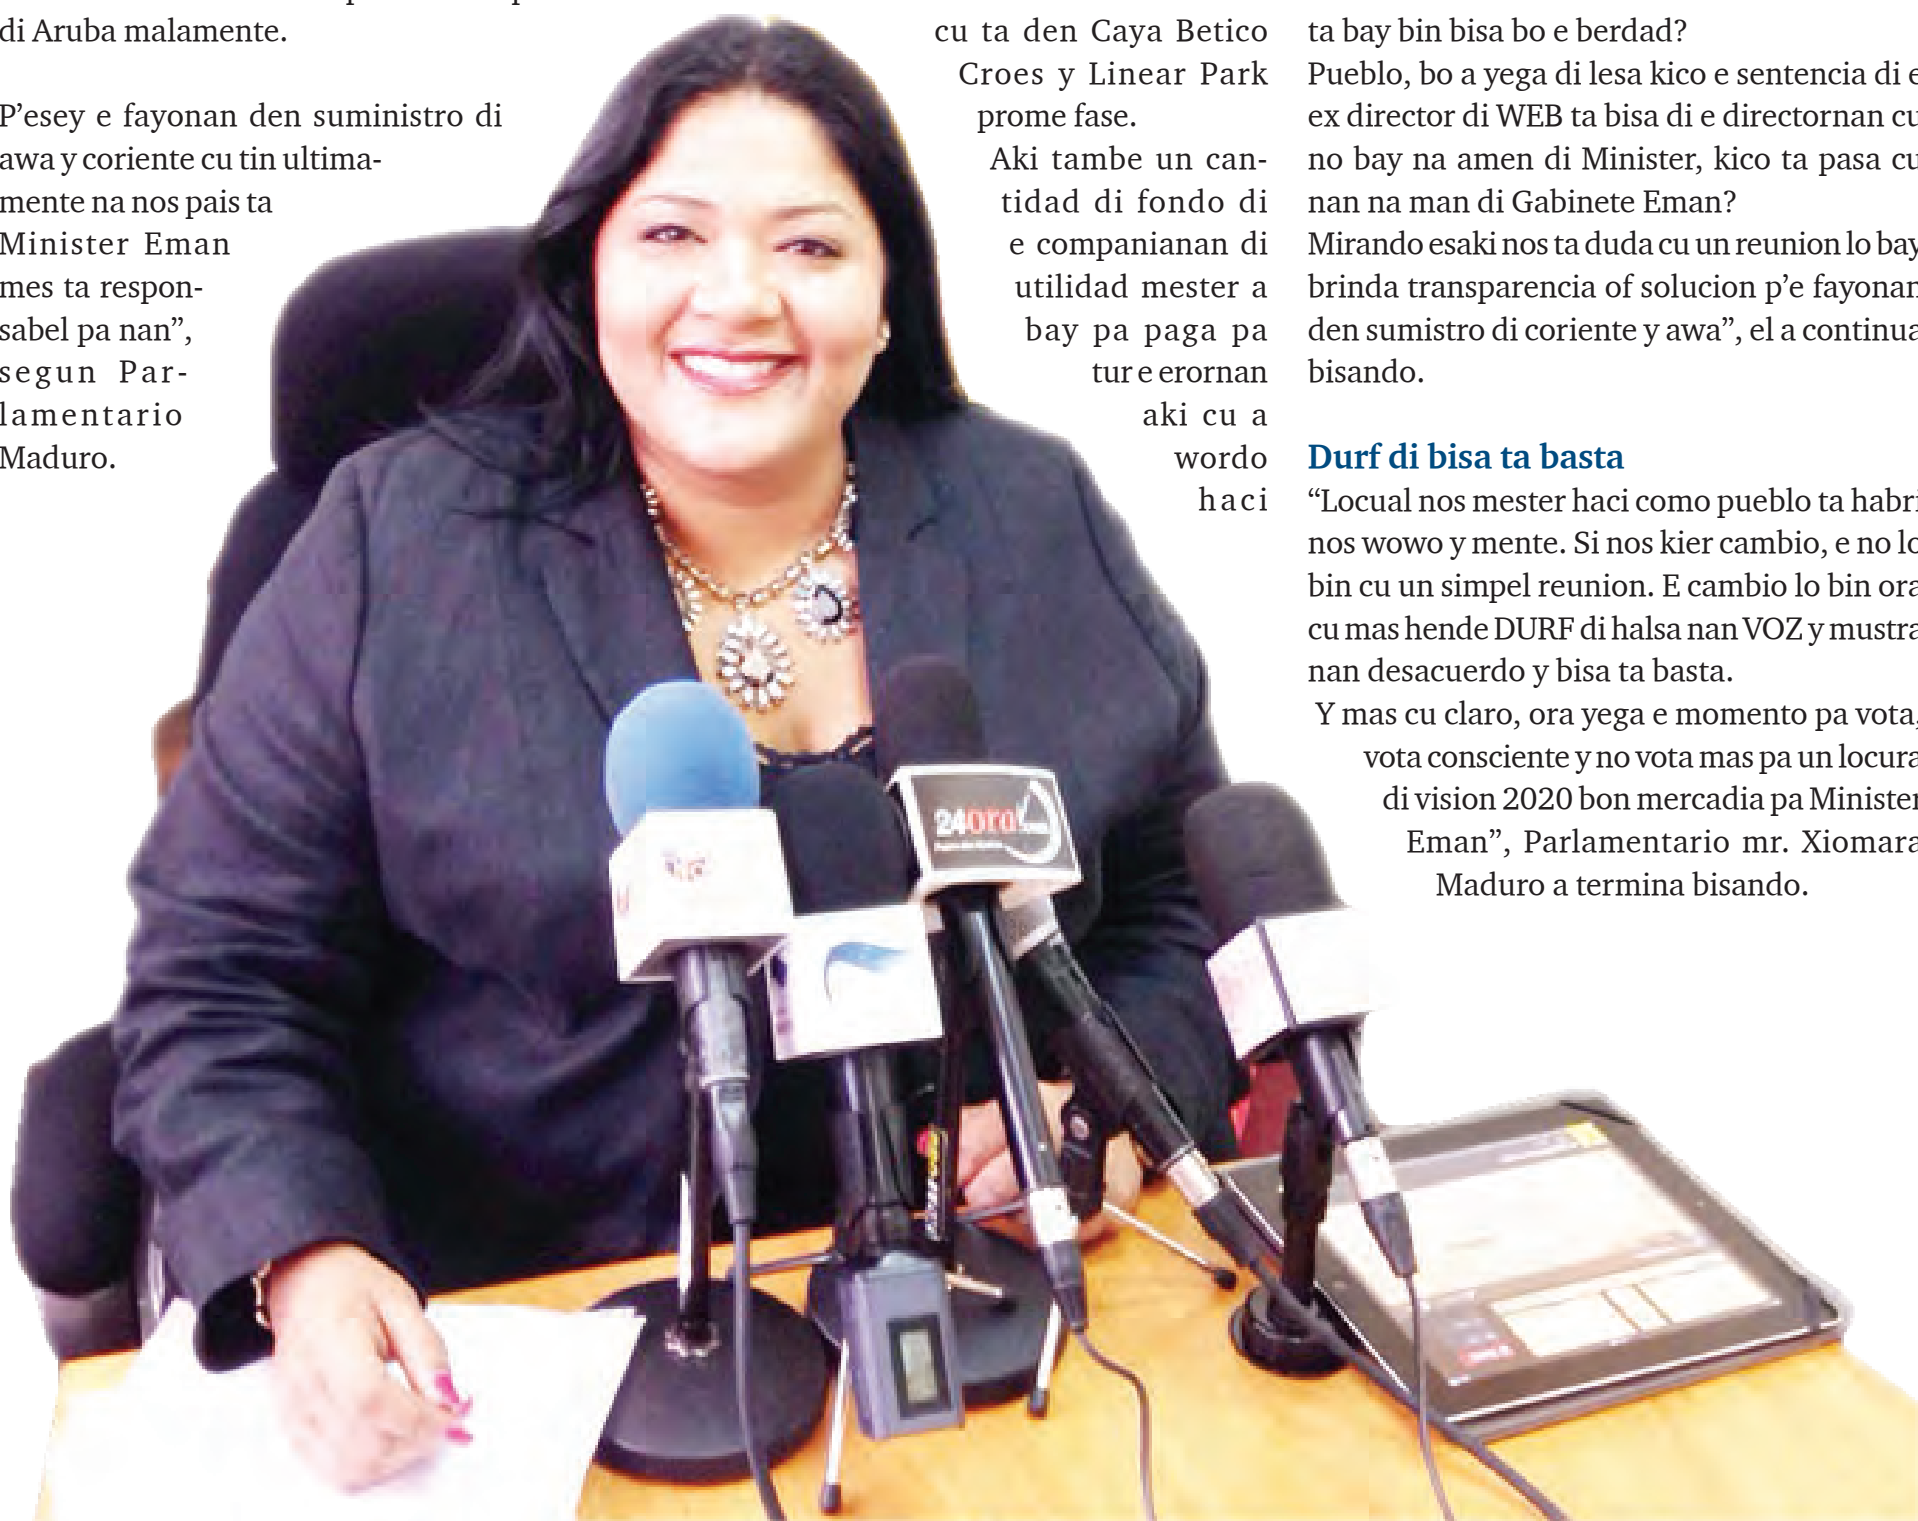 di Aruba malamente.
P’esey e fayonan den suministro di
awa y coriente cu tin ultima-
mente na nos pais ta
Minister Eman
mes ta respon-
sabel pa nan”,
segun Par-
lamentario
Maduro.
cu ta den Caya Betico
Croes y Linear Park
prome fase.
Aki tambe un can-
tidad di fondo di
e companianan di
utilidad mester a
bay pa paga pa
tur e erornan
aki cu a
wordo
haci
ta bay bin bisa bo e berdad?
Pueblo, bo a yega di lesa kico e sentencia di e
ex director di WEB ta bisa di e directornan cu
no bay na amen di Minister, kico ta pasa cu
nan na man di Gabinete Eman?
Mirando esaki nos ta duda cu un reunion lo bay
brinda transparencia of solucion p’e fayonan
den sumistro di coriente y awa”, el a continua
bisando.
Durf di bisa ta basta
“Locual nos mester haci como pueblo ta habri
nos wowo y mente. Si nos kier cambio, e no lo
bin cu un simpel reunion. E cambio lo bin ora
cu mas hende DURF di halsa nan VOZ y mustra
nan desacuerdo y bisa ta basta.
Y mas cu claro, ora yega e momento pa vota,
vota consciente y no vota mas pa un locura
di vision 2020 bon mercadia pa Minister
Eman”, Parlamentario mr. Xiomara
Maduro a termina bisando.
24ora